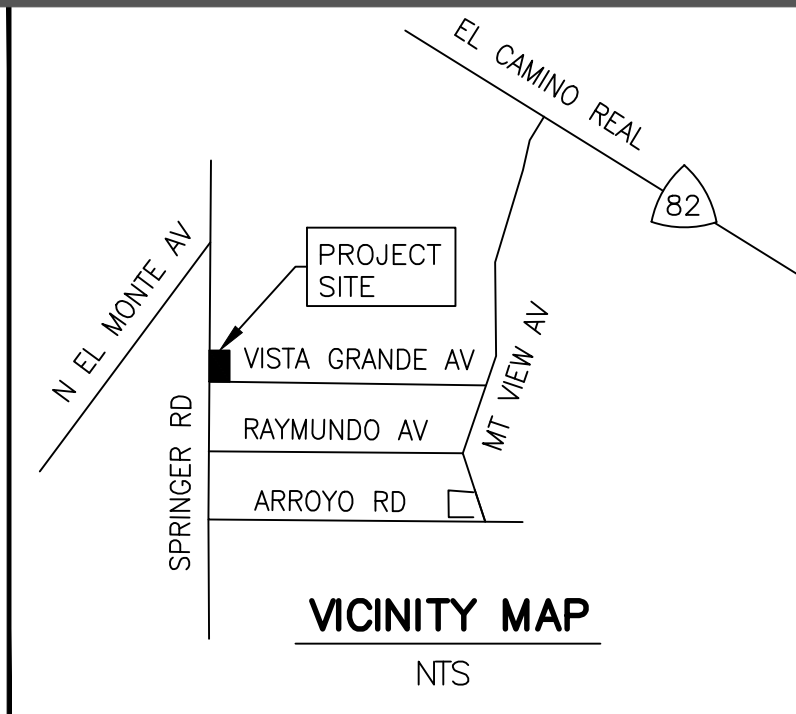 EL CAMINO REAL
82
N EL MONTE AV
PROJECT
SITE
VISTA GRANDE AV
MT VIEW AV
RAYMUNDO AV
SPRINGER RD
ARROYO RD
VICINITY MAP
NTS